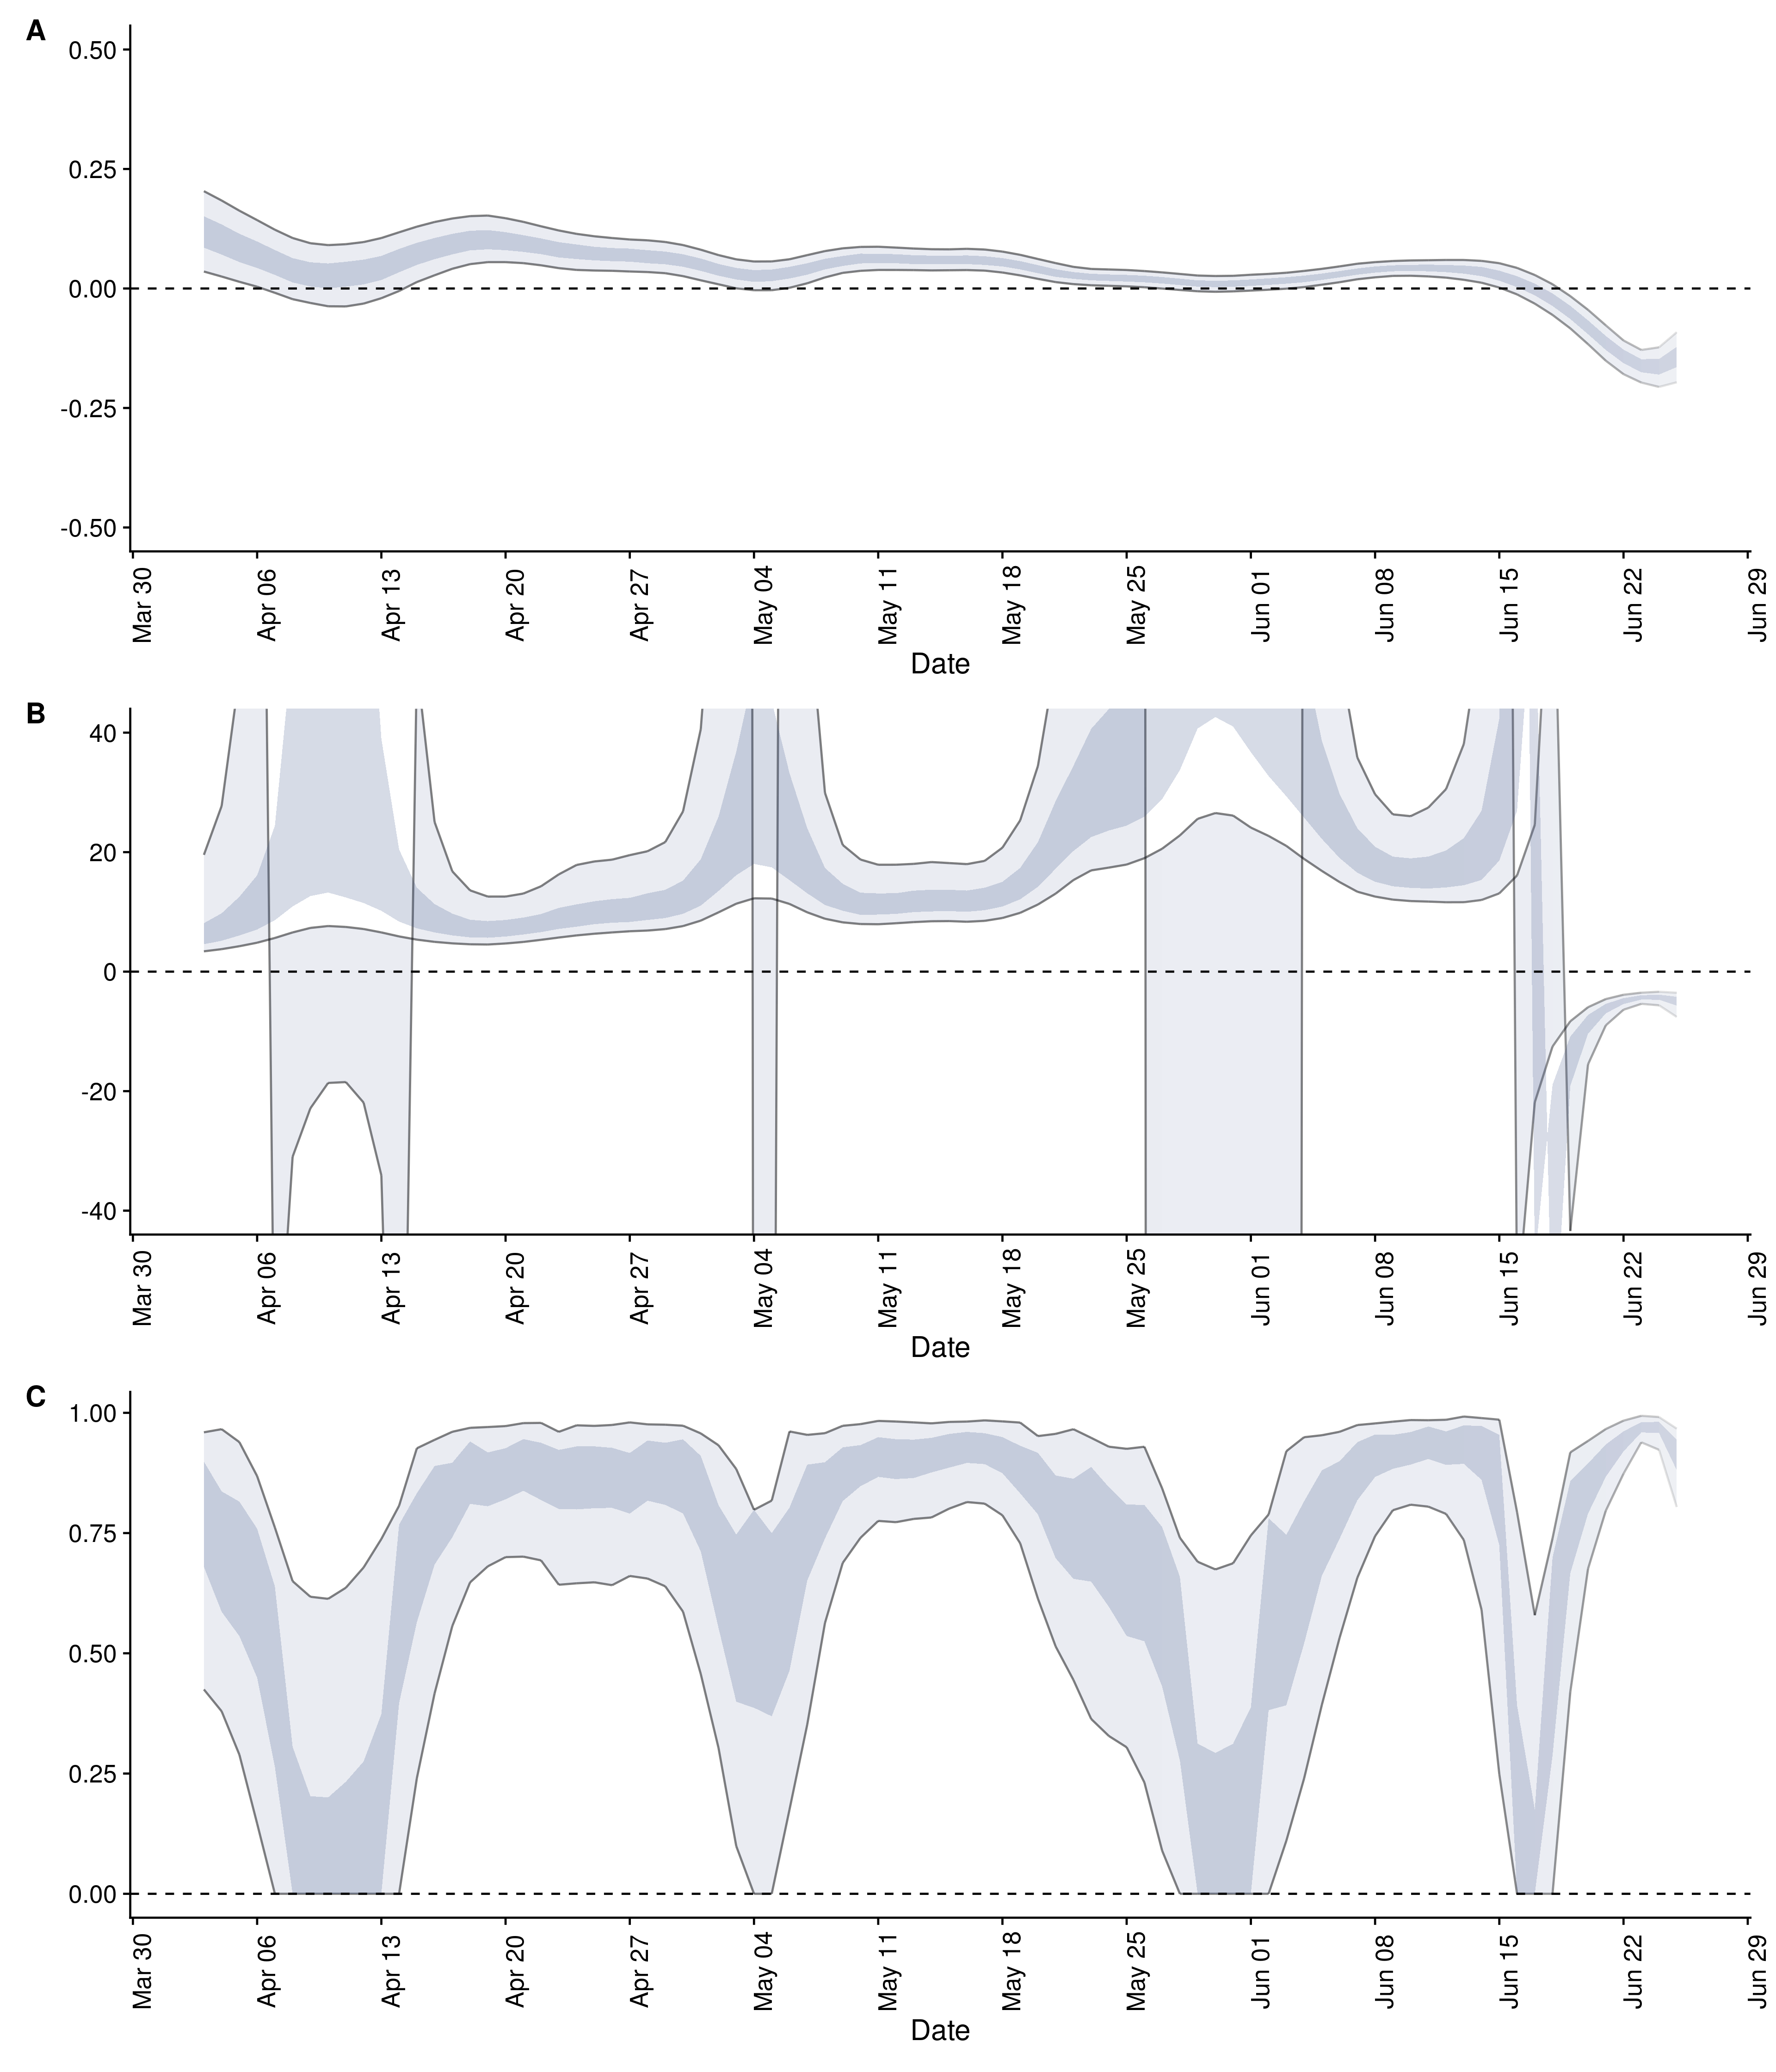 A
0.50
0.25
0.00
-0.25
-0.50
Mar 30
Apr 06
Apr 13
Apr 20
Apr 27
May 04
May 11
May 18
May 25
Jun 01
Jun 08
Jun 15
Jun 22
Jun 29
Date
B
40
20
0
-20
-40
Mar 30
Apr 06
Apr 13
Apr 20
Apr 27
May 04
May 11
May 18
May 25
Jun 01
Jun 08
Jun 15
Jun 22
Jun 29
Date
C
1.00
0.75
0.50
0.25
0.00
Mar 30
Apr 06
Apr 13
Apr 20
Apr 27
May 04
May 11
May 18
May 25
Jun 01
Jun 08
Jun 15
Jun 22
Jun 29
Date